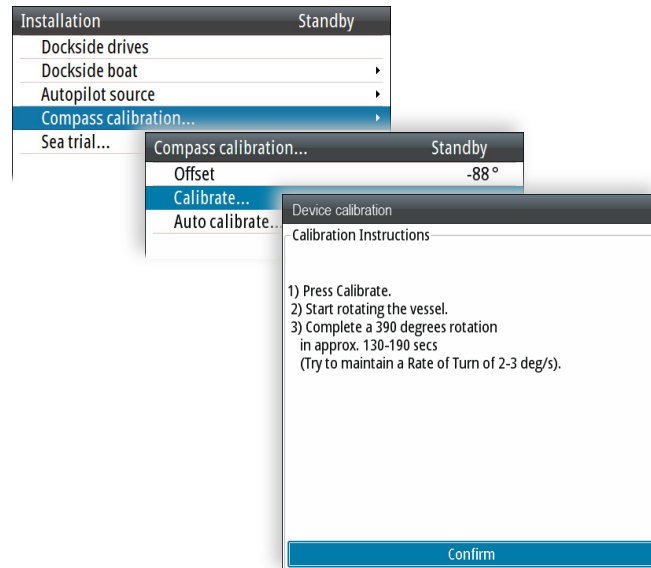 Installation Standby
Dockside drives
Dockside boat
Autopilot source
Compass calibration...
Sea trial...
Compass calibration... Standby
Offset -88°
Calibrate...
Auto calibrate...
Device calibration
Calibration Instructions
1) Press Calibrate.
2) Start rotating the vessel.
3) Complete a 390 degrees rotation
in approx. 130-190 secs
(Try to maintain a Rate of Turn of 2-3 deg/s).
Confirm